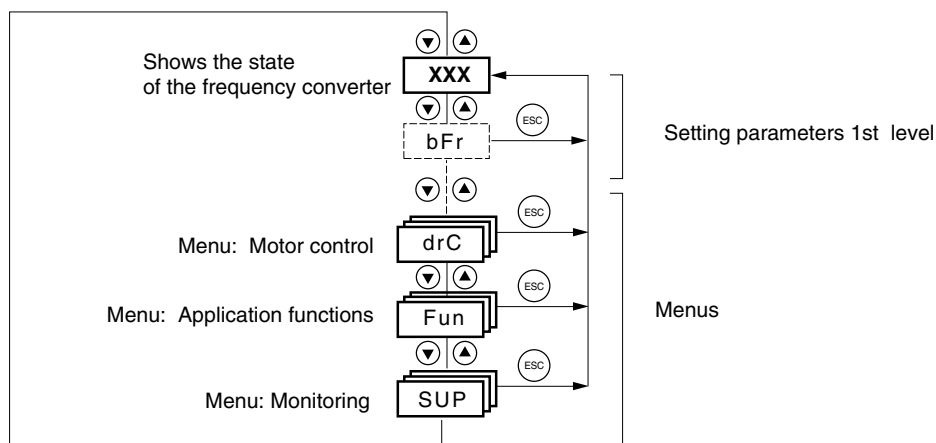 Shows the state
of the frequency converter
XXX
ESC
bFr
Setting parameters 1st level
ESC
Menu: Motor control
drC
ESC
Menu: Application functions
Fun
Menus
ESC
Menu: Monitoring
SUP